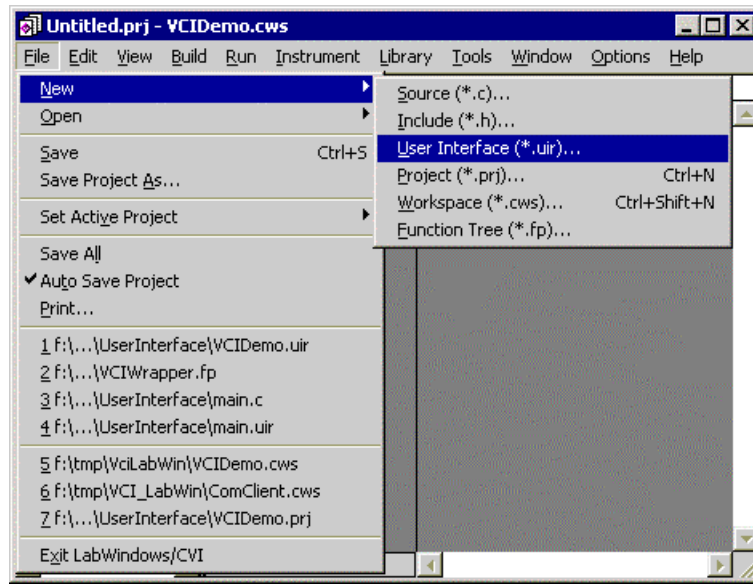 Untitled.prj - VCIDemo.cws
File Edit View Build Run Instrument Library Tools Window Options Help
New
Open
Save Ctrl+S
Save Project As...
Set Active Project
Save All
Auto Save Project
Print...
1 f:\...\UserInterface\VCIDemo.uir
2 f:\...\VCIWrapper.fp
3 f:\...\UserInterface\main.c
4 f:\...\UserInterface\main.uir
5 f:\tmp\VciLabWin\VCIDemo.cws
6 f:\tmp\VCI_LabWin\ComClient.cws
7 f:\...\UserInterface\VCIDemo.prj
Exit LabWindows/CVI
Source (*.c)...
Include (*.h)...
User Interface (*.uir)...
Project (*.prj)... Ctrl+N
Workspace (*.cws)... Ctrl+Shift+N
Function Tree (*.fp)...